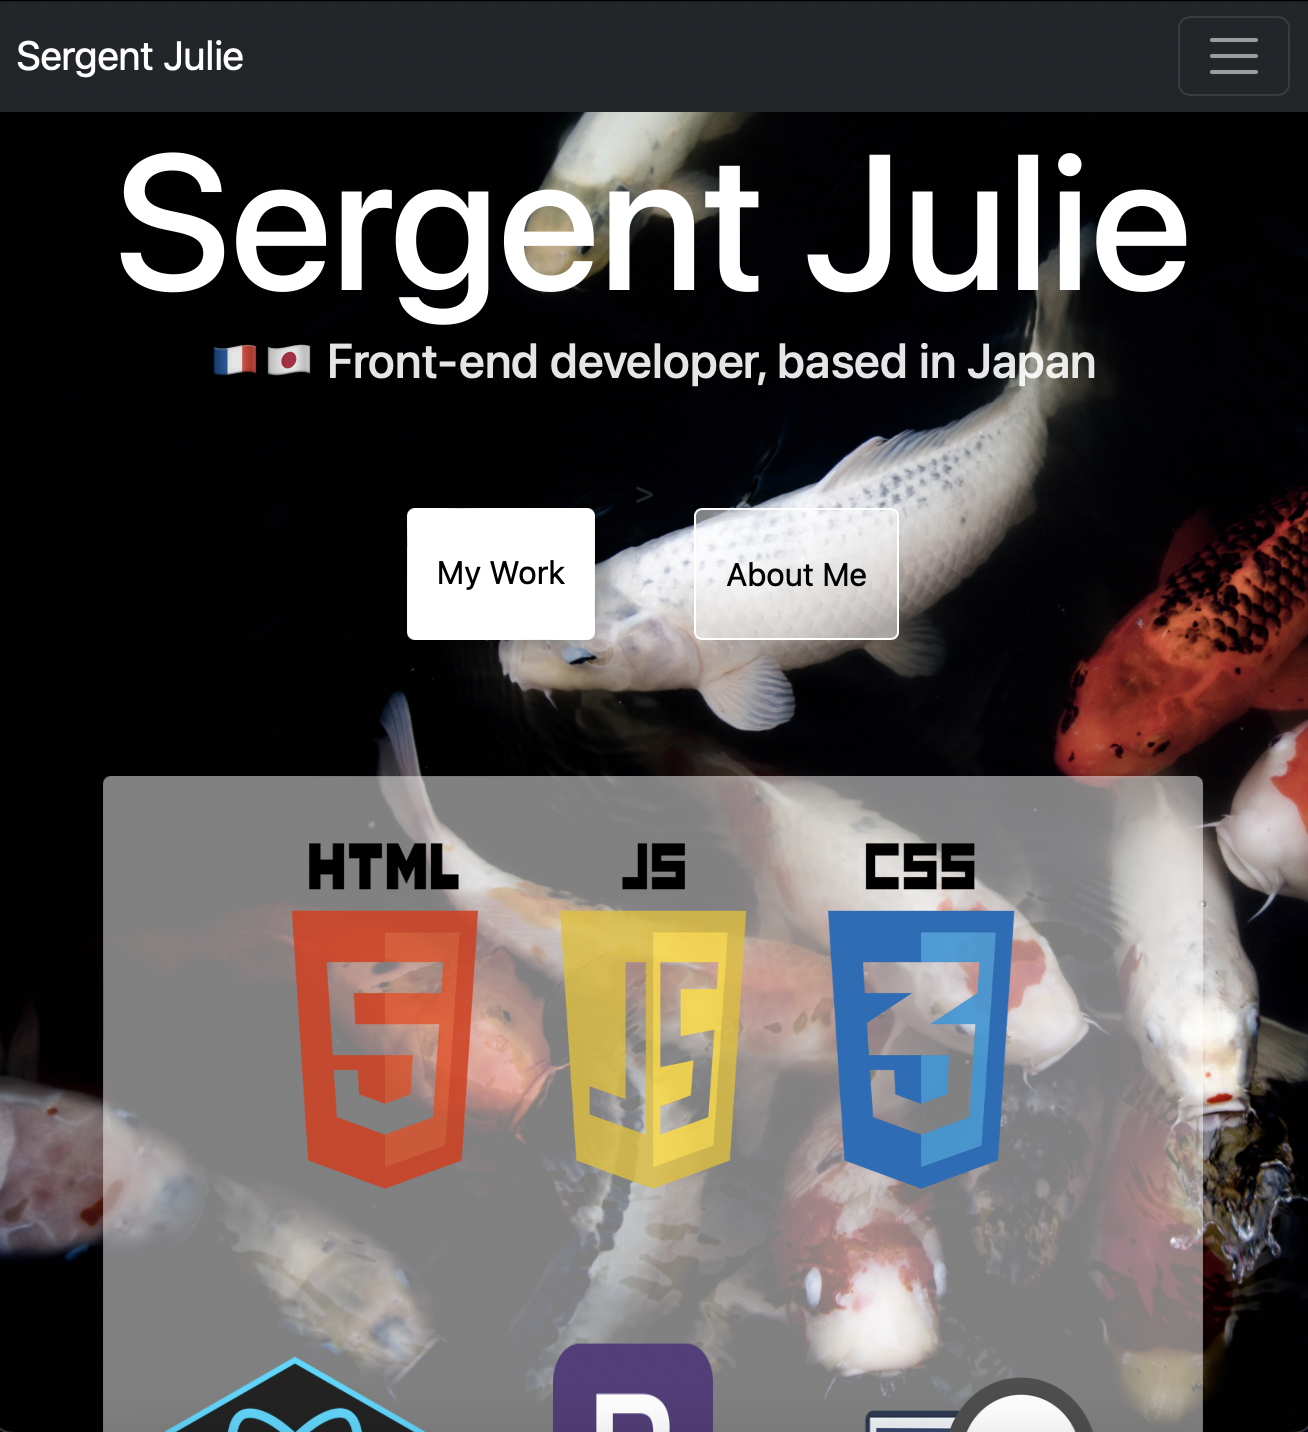 Sergent Julie
Sergent Julie
🇫🇷 🇯🇵 Front-end developer, based in Japan
>
My Work
About Me
HTML JS CSS
5 JS 3